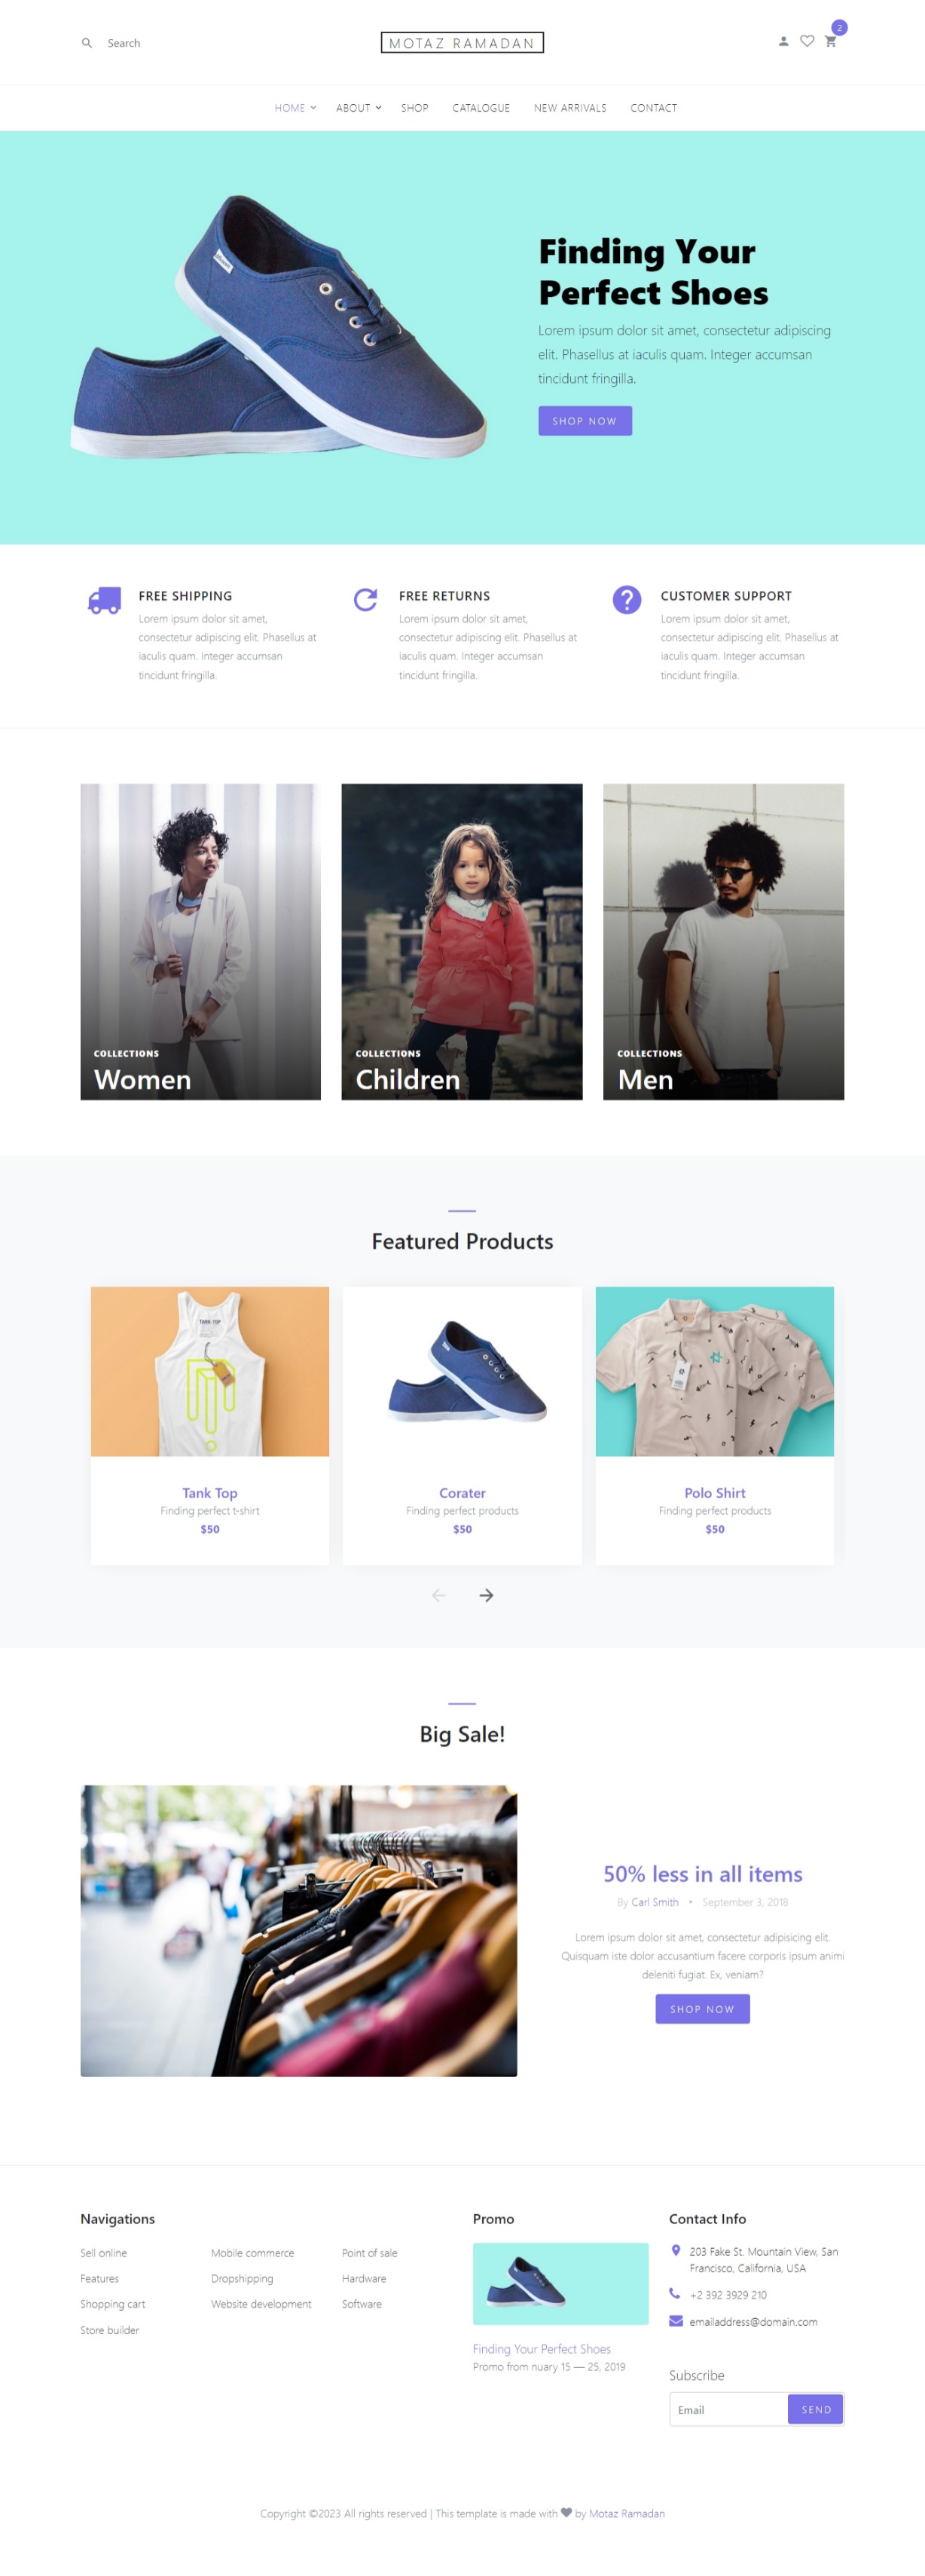 Search
MOTAZ RAMADAN
2
HOME ABOUT SHOP CATALOGUE NEW ARRIVALS CONTACT
Finding Your
Perfect Shoes
Lorem ipsum dolor sit amet, consectetur adipiscing
elit. Phasellus at iaculis quam. Integer accumsan
tincidunt fringilla.
SHOP NOW
FREE SHIPPING
Lorem ipsum dolor sit amet,
consectetur adipiscing elit. Phasellus at
iaculis quam. Integer accumsan
tincidunt fringilla.
FREE RETURNS
Lorem ipsum dolor sit amet,
consectetur adipiscing elit. Phasellus at
iaculis quam. Integer accumsan
tincidunt fringilla.
CUSTOMER SUPPORT
Lorem ipsum dolor sit amet,
consectetur adipiscing elit. Phasellus at
iaculis quam. Integer accumsan
tincidunt fringilla.
COLLECTIONS
Women
COLLECTIONS
Children
COLLECTIONS
Men
Featured Products
TANK TOP
Tank Top
Finding perfect t-shirt
$50
Corater
Finding perfect products
$50
Polo Shirt
Finding perfect products
$50
Big Sale!
50% less in all items
By Carl Smith • September 3, 2018
Lorem ipsum dolor sit amet, consectetur adipisicing elit.
Quisquam iste dolor accusantium facere corporis ipsum animi
deleniti fugiat. Ex, veniam?
SHOP NOW
Navigations
Sell online
Features
Shopping cart
Store builder
Mobile commerce
Dropshipping
Website development
Point of sale
Hardware
Software
Promo
Finding Your Perfect Shoes
Promo from nuary 15 — 25, 2019
Contact Info
203 Fake St. Mountain View, San
Francisco, California, USA
+2 392 3929 210
emailaddress@domain.com
Subscribe
Email
SEND
Copyright ©2023 All rights reserved | This template is made with ♥ by Motaz Ramadan